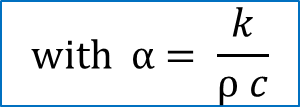 with α = k / ρ c